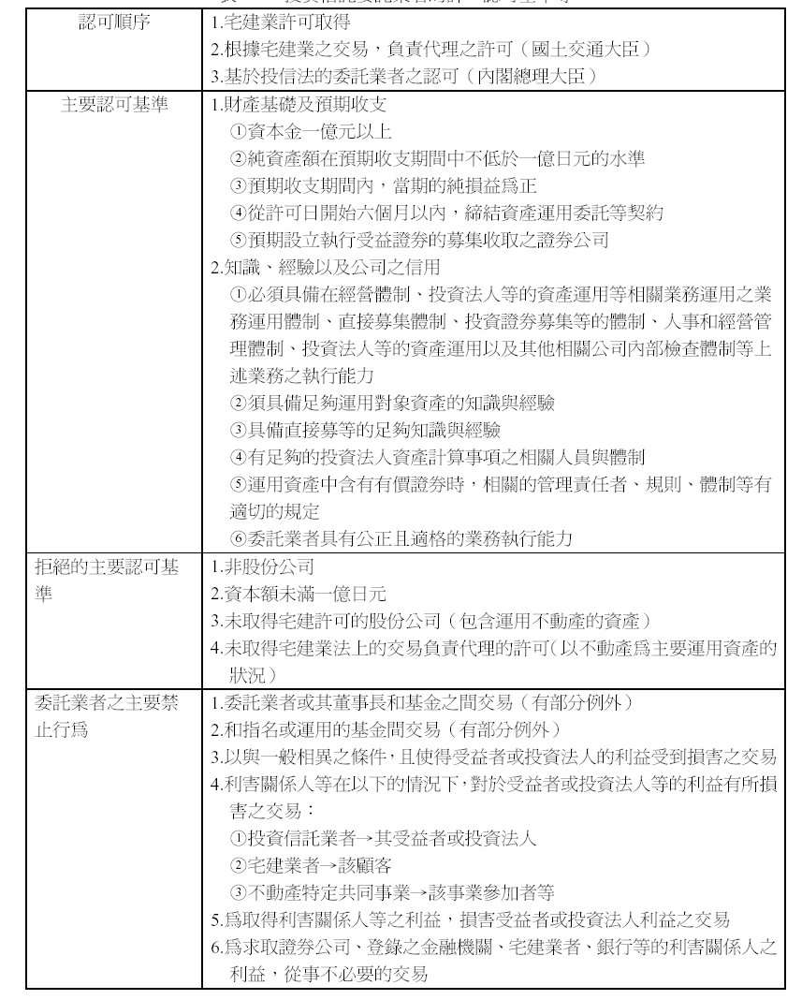 認可順序
1.宅建業許可取得
2.根據宅建業之交易，負責代理之許可（國土交通大臣）
3.基於投信法的委託業者之認可（內閣總理大臣）
主要認可基準
1.財產基礎及預期收支
①資本金一億元以上
②純資產額在預期收支期間中不低於一億日元的水準
③預期收支期間內，當期的純損益爲正
④從許可日開始六個月以內，締結資產運用委託等契約
⑤預期設立執行受益證券的募集收取之證券公司
2.知識、經驗以及公司之信用
①必須具備在經營體制、投資法人等的資產運用等相關業務運用之業
務運用體制、直接募集體制、投資證券募集等的體制、人事和經營管
理體制、投資法人等的資產運用以及其他相關公司內部檢查體制等上
述業務之執行能力
②須具備足夠運用對象資產的知識與經驗
③具備直接募等的足夠知識與經驗
④有足夠的投資法人資產計算事項之相關人員與體制
⑤運用資產中含有有價證券時，相關的管理責任者、規則、體制等有
適切的規定
⑥委託業者具有公正且適格的業務執行能力
拒絕的主要認可基
準
1.非股份公司
2.資本額未滿一億日元
3.未取得宅建許可的股份公司（包含運用不動產的資產）
4.未取得宅建業法上的交易負責代理的許可（以不動產爲主要運用資產的
狀況）
委託業者之主要禁
止行爲
1.委託業者或其董事長和基金之間交易（有部分例外）
2.和指名或運用的基金間交易（有部分例外）
3.以與一般相異之條件，且使得受益者或投資法人的利益受到損害之交易
4.利害關係人等在以下的情況下，對於受益者或投資法人等的利益有所損
害之交易：
①投資信託業者→其受益者或投資法人
②宅建業者→該顧客
③不動產特定共同事業→該事業參加者等
5.爲取得利害關係人等之利益，損害受益者或投資法人利益之交易
6.爲求取證券公司、登錄之金融機關、宅建業者、銀行等的利害關係人之
利益，從事不必要的交易